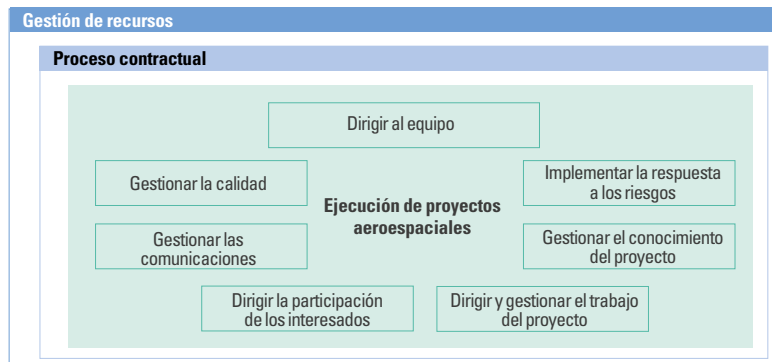 Gestión de recursos
Proceso contractual
Dirigir al equipo
Gestionar la calidad
Implementar la respuesta
a los riesgos
Ejecución de proyectos
aeroespaciales
Gestionar las
comunicaciones
Gestionar el conocimiento
del proyecto
Dirigir la participación
de los interesados
Dirigir y gestionar el trabajo
del proyecto